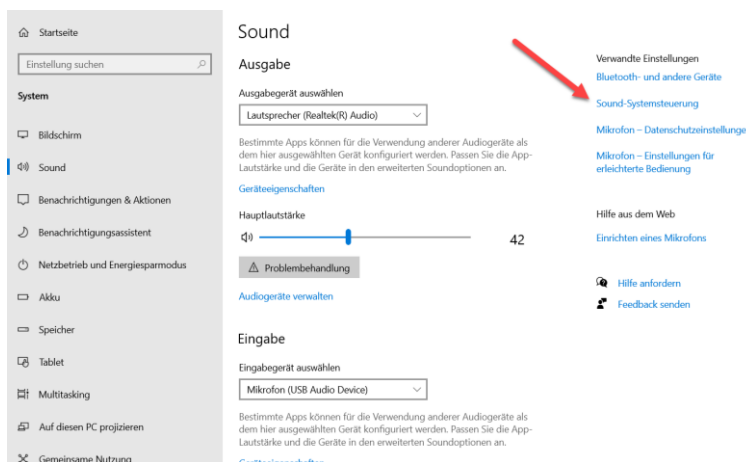 Startseite
Einstellung suchen
System
Bildschirm
Sound
Benachrichtigungen & Aktionen
Benachrichtigungsassistent
Netzbetrieb und Energiesparmodus
Akku
Speicher
Tablet
Multitasking
Auf diesen PC projizieren
Gemeinsame Nutzung
Sound
Ausgabe
Ausgabegerät auswählen
Lautsprecher (Realtek(R) Audio)
Bestimmte Apps können für die Verwendung anderer Audiogeräte als
dem hier ausgewählten Gerät konfiguriert werden. Passen Sie die App-
Lautstärke und die Geräte in den erweiterten Soundoptionen an.
Geräteeigenschaften
Hauptlautstärke
42
Problembehandlung
Audiogeräte verwalten
Eingabe
Eingabegerät auswählen
Mikrofon (USB Audio Device)
Bestimmte Apps können für die Verwendung anderer Audiogeräte als
dem hier ausgewählten Gerät konfiguriert werden. Passen Sie die App-
Lautstärke und die Geräte in den erweiterten Soundoptionen an.
Geräteeigenschaften
Verwandte Einstellungen
Bluetooth- und andere Geräte
Sound-Systemsteuerung
Mikrofon – Datenschutzeinstellunge
Mikrofon – Einstellungen für
erleichterte Bedienung
Hilfe aus dem Web
Einrichten eines Mikrofons
Hilfe anfordern
Feedback senden